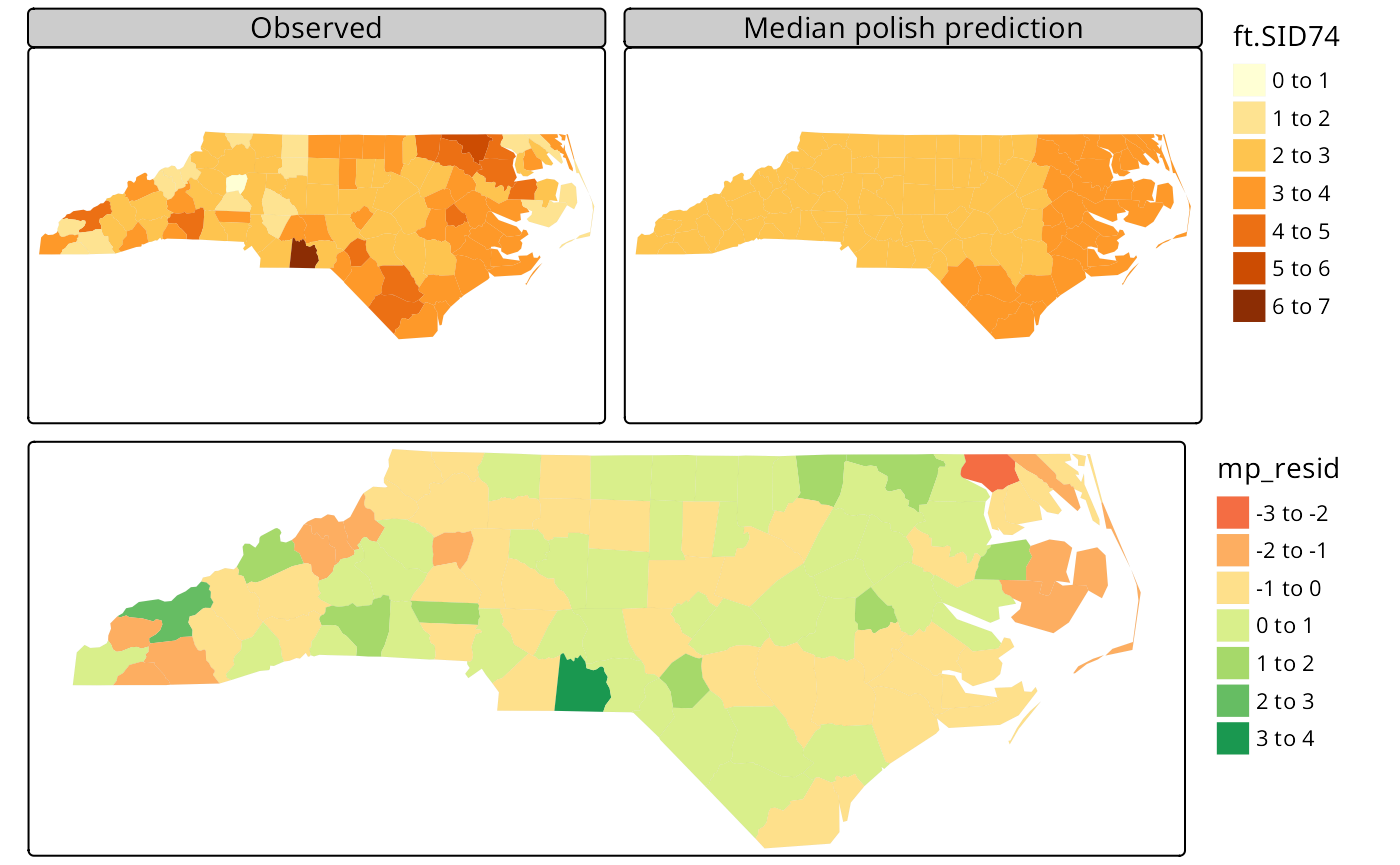 Observed
Median polish prediction
ft.SID74
0 to 1
1 to 2
2 to 3
3 to 4
4 to 5
5 to 6
6 to 7
mp_resid
-3 to -2
-2 to -1
-1 to 0
0 to 1
1 to 2
2 to 3
3 to 4